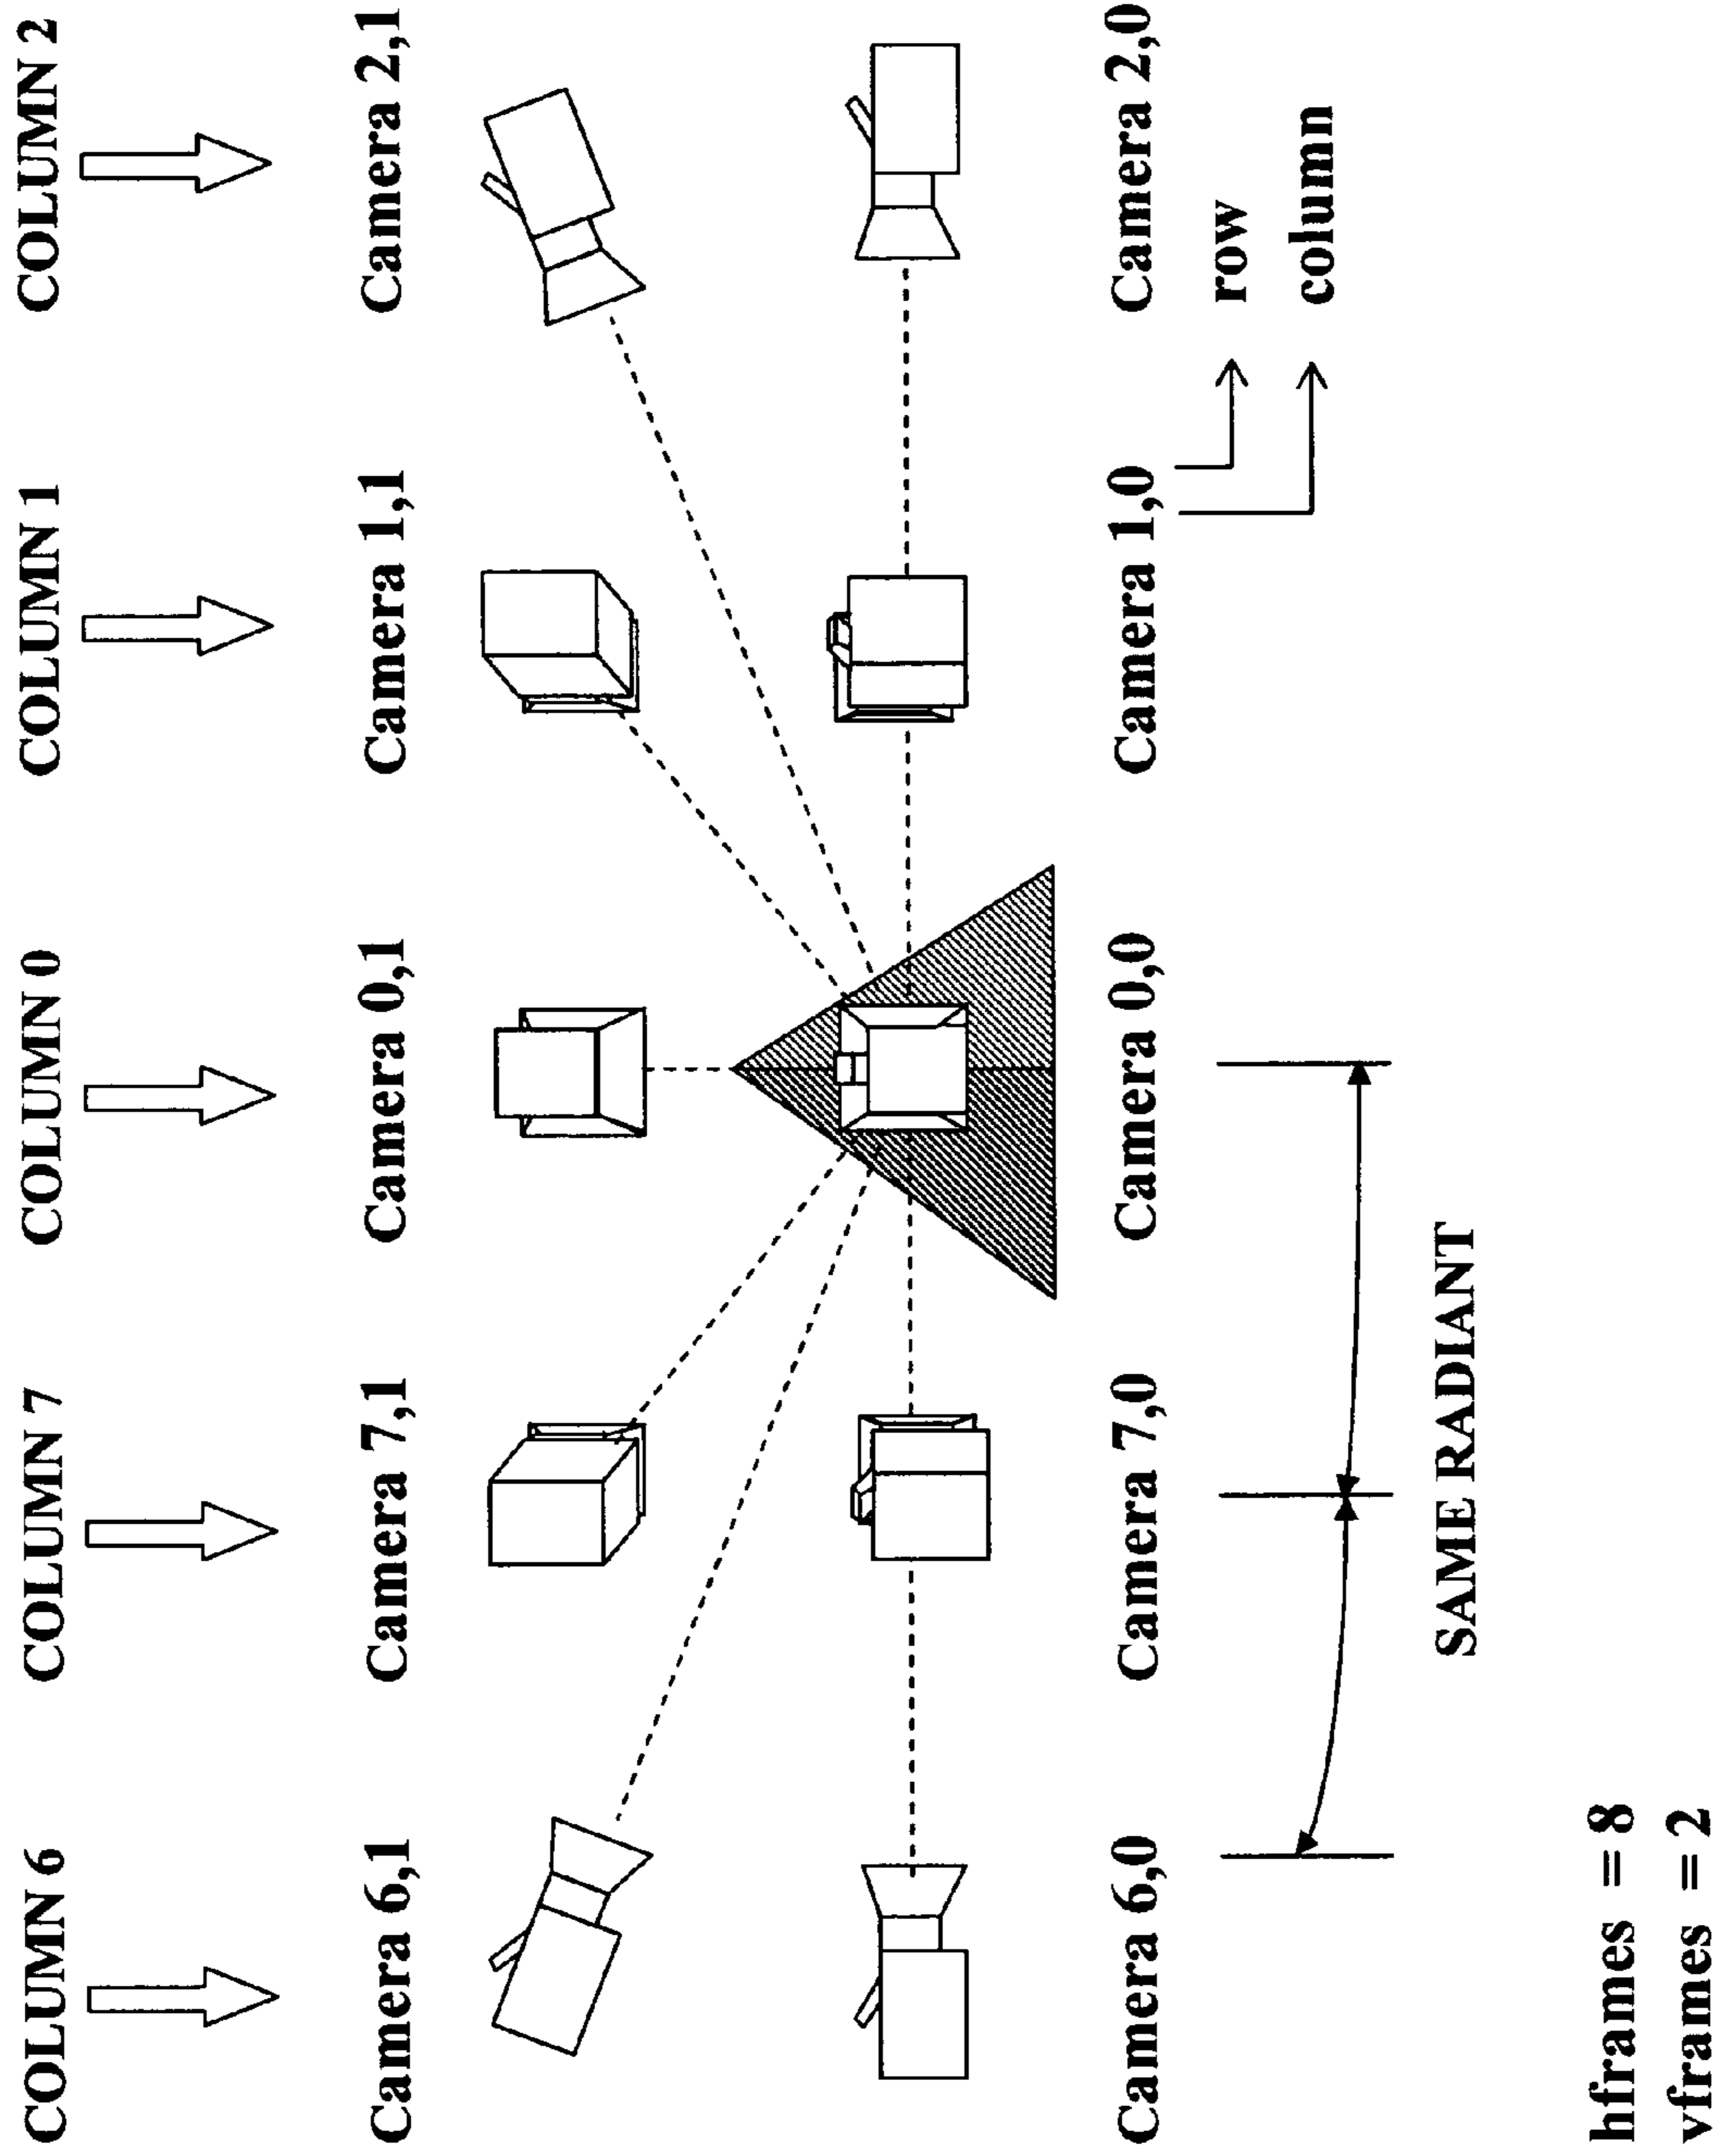 COLUMN 6
COLUMN 7
COLUMN 0
COLUMN 1
COLUMN 2
Camera 6,1
Camera 7,1
Camera 0,1
Camera 1,1
Camera 2,1
Camera 6,0
Camera 7,0
Camera 0,0
Camera 1,0
Camera 2,0
row
column
SAME RADIANT
hframes = 8
vframes = 2